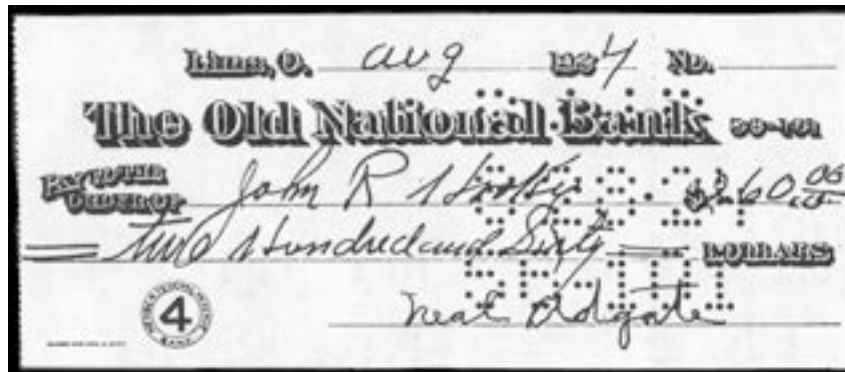 Lima, O. Aug 1924 No.
The Old National Bank 56-101
PAY TO THE ORDER OF John R $260.00
Two Hundred and Sixty DOLLARS
4
Neal